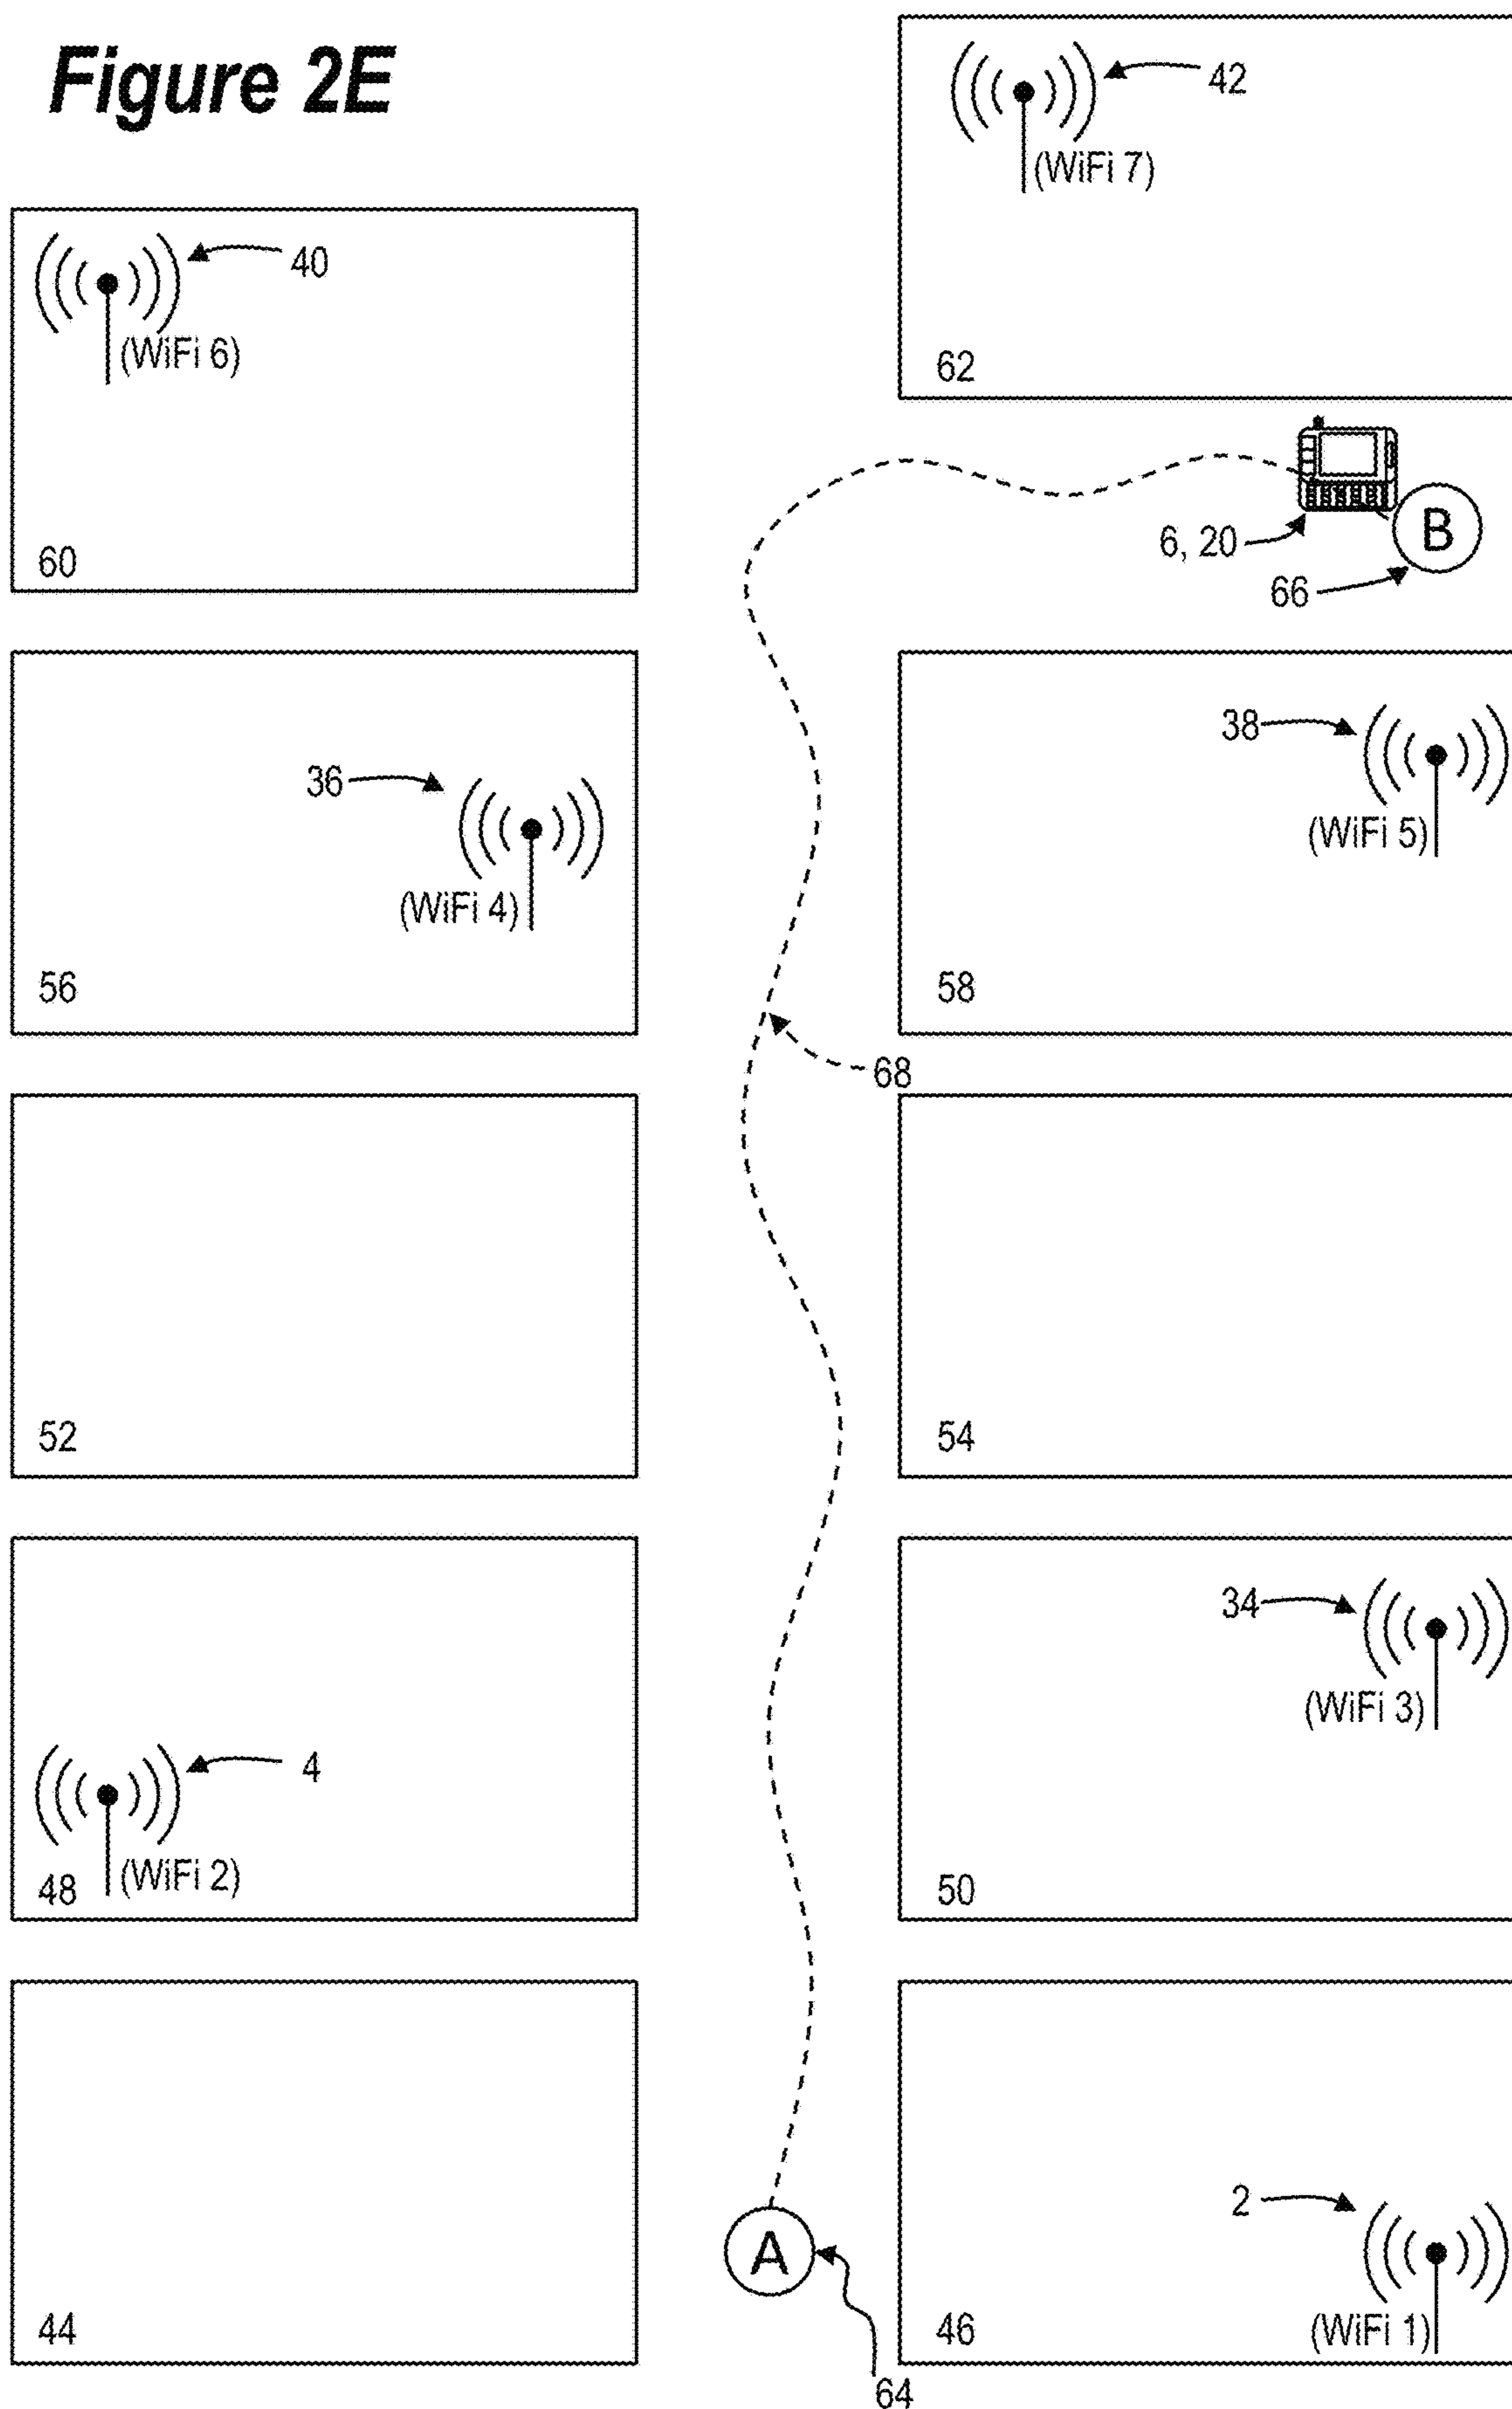 Figure 2E
42
(WiFi 7)
40
(WiFi 6)
62
60
6, 20
B
66
38
36
(WiFi 5)
(WiFi 4)
56
58
68
52
54
34
(WiFi 3)
4
48
(WiFi 2)
50
2
A
44
46
(WiFi 1)
64